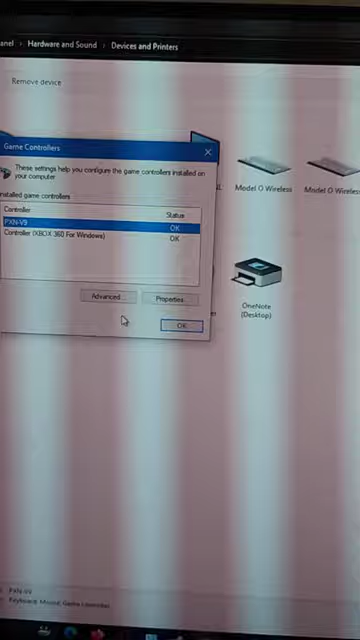 anel › Hardware and Sound › Devices and Printers
Remove device
Game Controllers
These settings help you configure the game controllers installed on
your computer
nstalled game controllers
Controller Status
PXN-V9 OK
Controller (XBOX 360 For Windows) OK
Advanced...
Properties
OK
Model O Wireless
Model O Wireless
OneNote
(Desktop)
PXN-V9
Keyboard, Mouse, Game controller